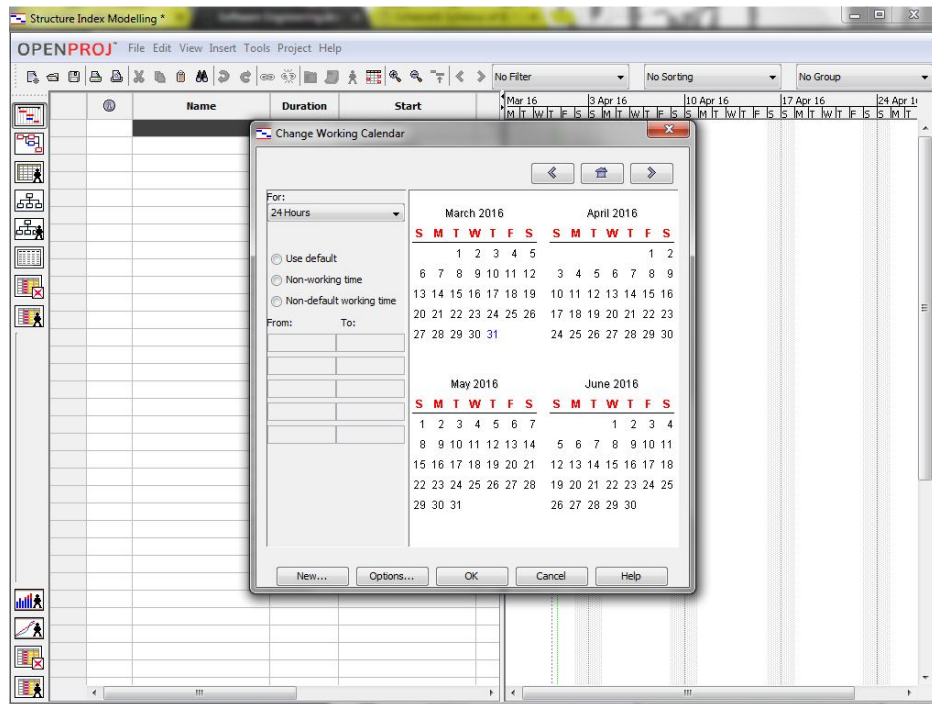 Structure Index Modelling *
OPENPROJ™ File Edit View Insert Tools Project Help
No Filter No Sorting No Group
Name Duration Start
Mar 16 3 Apr 16 10 Apr 16 17 Apr 16 24 Apr 1
M T W T F S S M T W T F S S M T W T F S S M T W T F S S M T
Change Working Calendar
For:
24 Hours
Use default
Non-working time
Non-default working time
From: To:
March 2016
S M T W T F S
1 2 3 4 5
6 7 8 9 10 11 12
13 14 15 16 17 18 19
20 21 22 23 24 25 26
27 28 29 30 31
April 2016
S M T W T F S
1 2
3 4 5 6 7 8 9
10 11 12 13 14 15 16
17 18 19 20 21 22 23
24 25 26 27 28 29 30
May 2016
S M T W T F S
1 2 3 4 5 6 7
8 9 10 11 12 13 14
15 16 17 18 19 20 21
22 23 24 25 26 27 28
29 30 31
June 2016
S M T W T F S
1 2 3 4
5 6 7 8 9 10 11
12 13 14 15 16 17 18
19 20 21 22 23 24 25
26 27 28 29 30
New... Options... OK Cancel Help